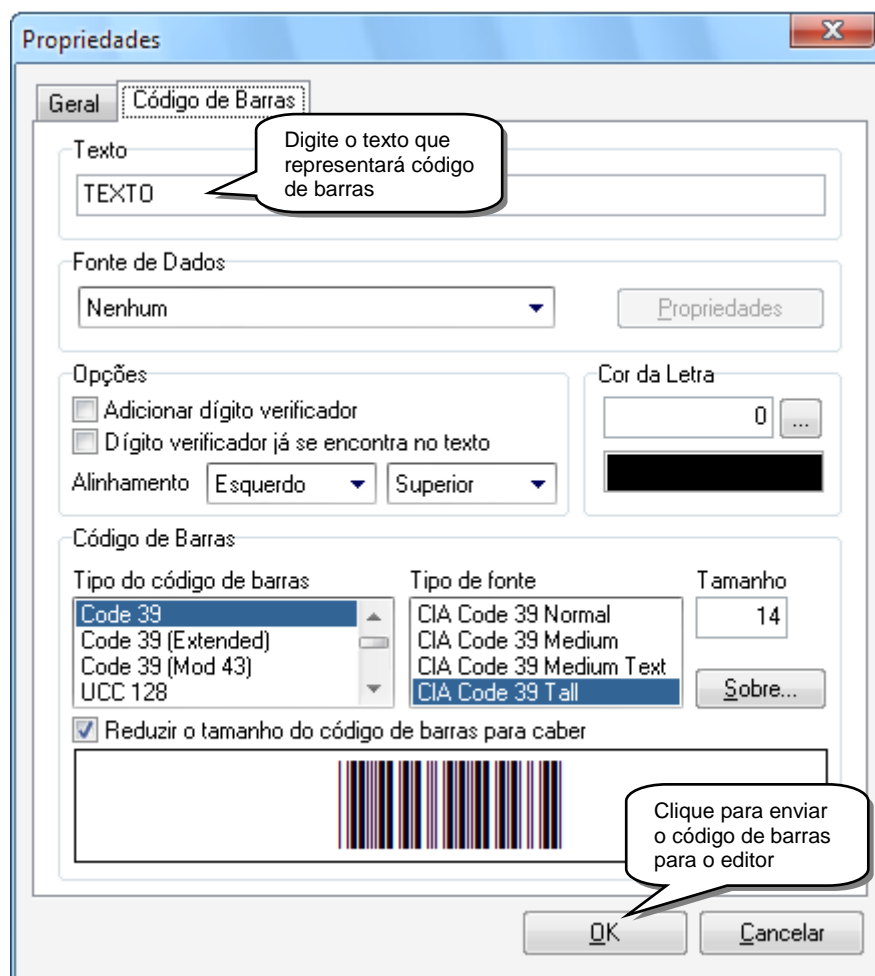 Propriedades
Geral
Código de Barras
Digite o texto que
representará código
de barras
Texto
TEXTO
Fonte de Dados
Nenhum
Propriedades
Opções
Adicionar dígito verificador
Dígito verificador já se encontra no texto
Alinhamento
Esquerdo
Superior
Cor da Letra
0
...
Código de Barras
Tipo do código de barras
Code 39
Code 39 (Extended)
Code 39 (Mod 43)
UCC 128
Tipo de fonte
CIA Code 39 Normal
CIA Code 39 Medium
CIA Code 39 Medium Text
CIA Code 39 Tall
Tamanho
14
Sobre...
Reduzir o tamanho do código de barras para caber
Clique para enviar
o código de barras
para o editor
OK
Cancelar